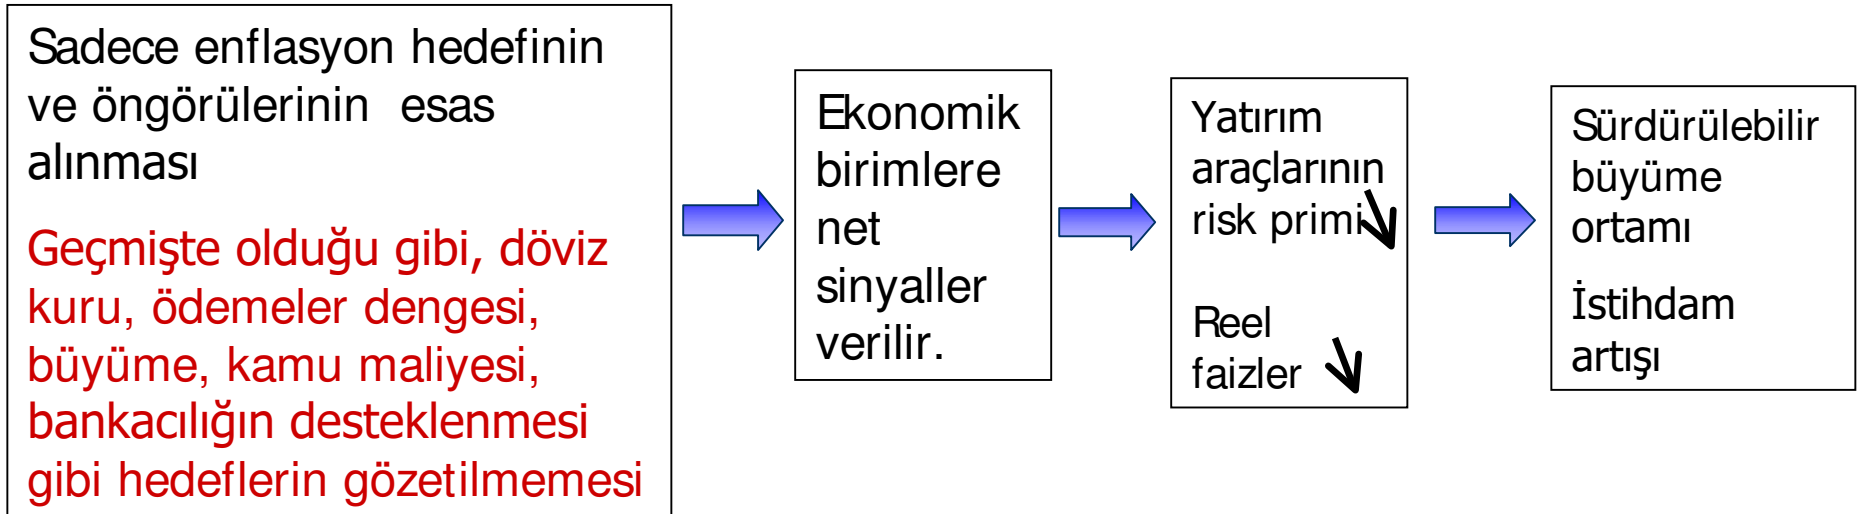 Sadece enflasyon hedefinin
ve öngörülerinin esas
alınması
Geçmişte olduğu gibi, döviz
kuru, ödemeler dengesi,
büyüme, kamu maliyesi,
bankacılığın desteklenmesi
gibi hedeflerin gözetilmemesi
Ekonomik
birimlere
net
sinyaller
verilir.
Yatırım
araçlarının
risk primi
Reel
faizler
Sürdürülebilir
büyüme
ortamı
İstihdam
artışı